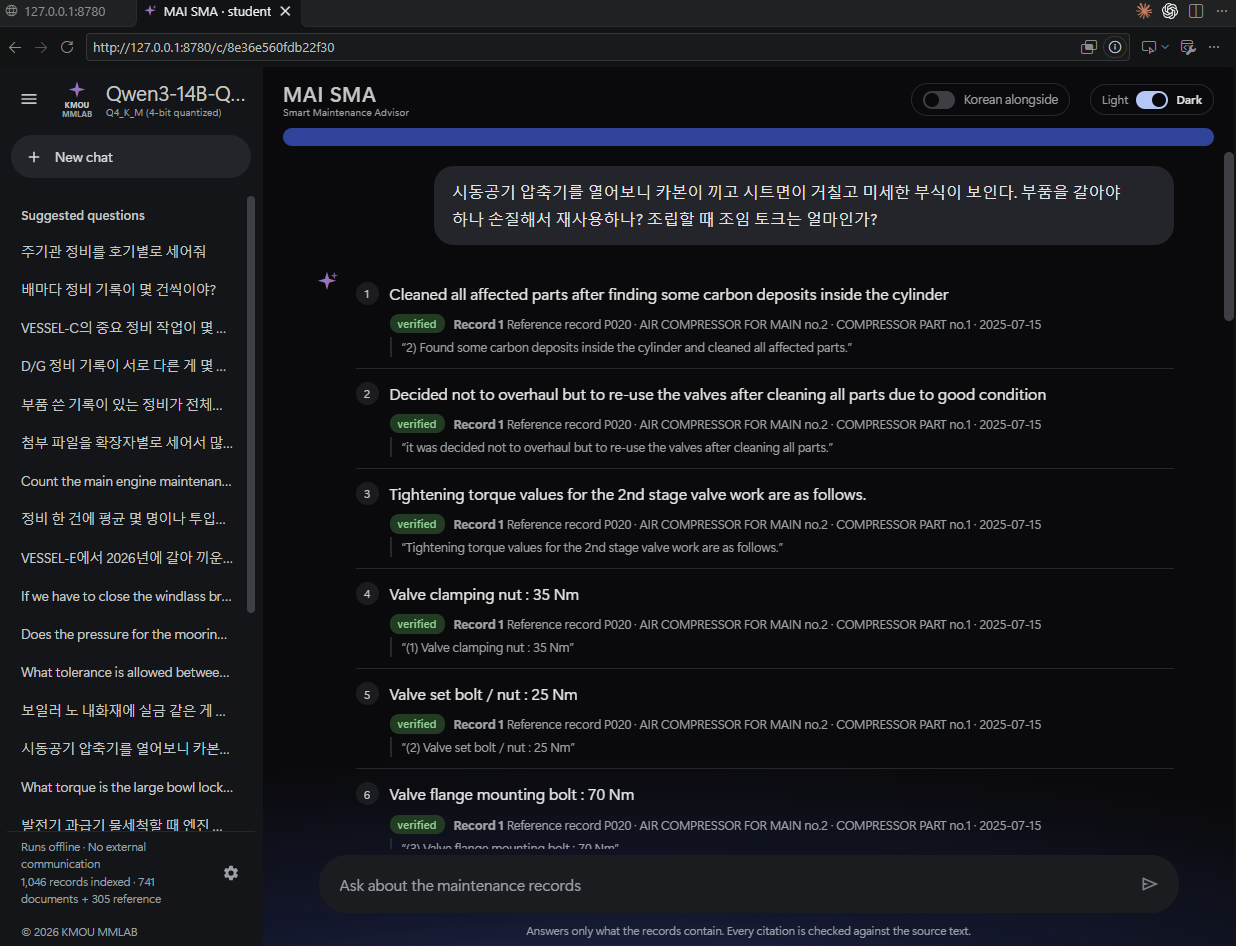 127.0.0.1:8780
MAI SMA · student
http://127.0.0.1:8780/c/8e36e560fdb22f30
KMOU
MMLAB
Qwen3-14B-Q...
Q4_K_M (4-bit quantized)
New chat
Suggested questions
주기관 정비를 호기별로 세어줘
배마다 정비 기록이 몇 건씩이야?
VESSEL-C의 중요 정비 작업이 몇 ...
D/G 정비 기록이 서로 다른 게 몇 ...
부품 쓴 기록이 있는 정비가 전체...
첨부 파일을 확장자별로 세어서 많...
Count the main engine maintenan...
정비 한 건에 평균 몇 명이나 투입...
VESSEL-E에서 2026년에 갈아 끼운...
If we have to close the windlass br...
Does the pressure for the moorin...
What tolerance is allowed betwee...
보일러 노 내화재에 실금 같은 게 ...
시동공기 압축기를 열어보니 카본...
What torque is the large bowl lock...
발전기 과급기 물세척할 때 엔진 ...
Runs offline · No external
communication
1,046 records indexed · 741
documents + 305 reference
© 2026 KMOU MMLAB
MAI SMA
Smart Maintenance Advisor
Korean alongside
Light
Dark
시동공기 압축기를 열어보니 카본이 끼고 시트면이 거칠고 미세한 부식이 보인다. 부품을 갈아야
하나 손질해서 재사용하나? 조립할 때 조임 토크는 얼마인가?
1 Cleaned all affected parts after finding some carbon deposits inside the cylinder
verified Record 1 Reference record P020 · AIR COMPRESSOR FOR MAIN no.2 · COMPRESSOR PART no.1 · 2025-07-15
“2) Found some carbon deposits inside the cylinder and cleaned all affected parts.”
2 Decided not to overhaul but to re-use the valves after cleaning all parts due to good condition
verified Record 1 Reference record P020 · AIR COMPRESSOR FOR MAIN no.2 · COMPRESSOR PART no.1 · 2025-07-15
“it was decided not to overhaul but to re-use the valves after cleaning all parts.”
3 Tightening torque values for the 2nd stage valve work are as follows.
verified Record 1 Reference record P020 · AIR COMPRESSOR FOR MAIN no.2 · COMPRESSOR PART no.1 · 2025-07-15
“Tightening torque values for the 2nd stage valve work are as follows.”
4 Valve clamping nut : 35 Nm
verified Record 1 Reference record P020 · AIR COMPRESSOR FOR MAIN no.2 · COMPRESSOR PART no.1 · 2025-07-15
“(1) Valve clamping nut : 35 Nm”
5 Valve set bolt / nut : 25 Nm
verified Record 1 Reference record P020 · AIR COMPRESSOR FOR MAIN no.2 · COMPRESSOR PART no.1 · 2025-07-15
“(2) Valve set bolt / nut : 25 Nm”
6 Valve flange mounting bolt : 70 Nm
verified Record 1 Reference record P020 · AIR COMPRESSOR FOR MAIN no.2 · COMPRESSOR PART no.1 · 2025-07-15
“(3) Valve flange mounting bolt : 70 Nm”
Ask about the maintenance records
Answers only what the records contain. Every citation is checked against the source text.